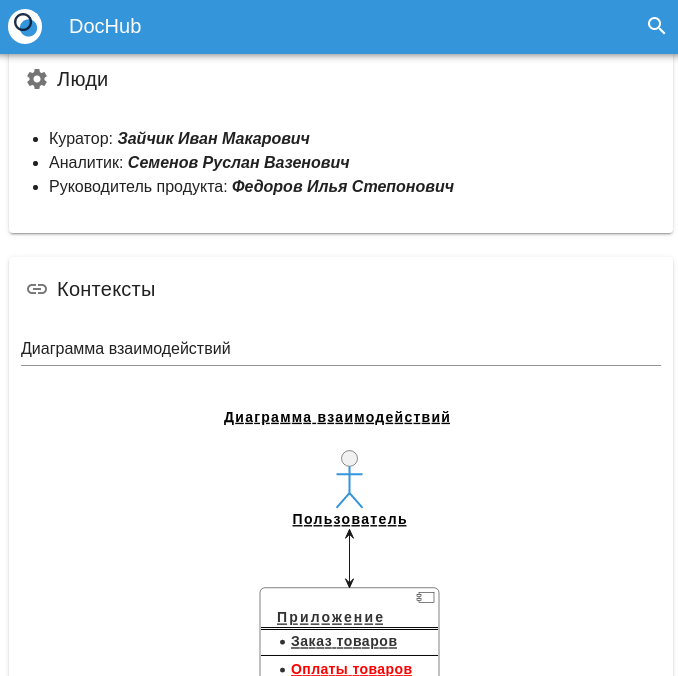 DocHub
Люди
Куратор: Зайчик Иван Макарович
Аналитик: Семенов Руслан Вазенович
Руководитель продукта: Федоров Илья Степонович
Контексты
Диаграмма взаимодействий
Диаграмма взаимодействий
Пользователь
Приложение
Заказ товаров
Оплаты товаров